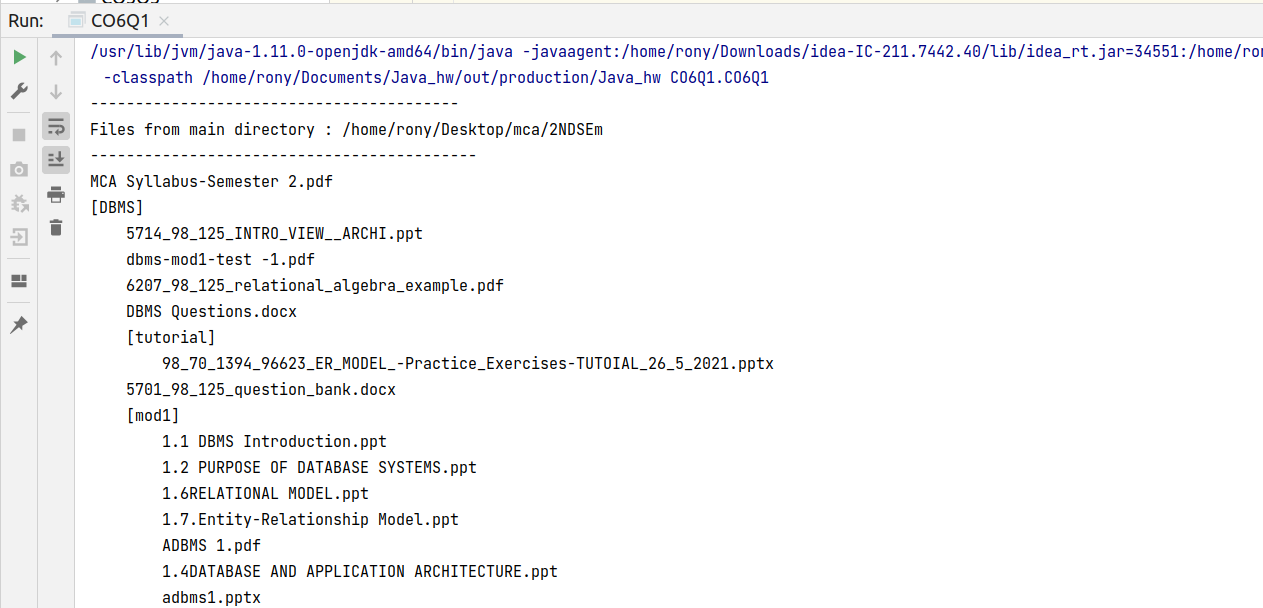 Run: CO6Q1
/usr/lib/jvm/java-1.11.0-openjdk-amd64/bin/java -javaagent:/home/rony/Downloads/idea-IC-211.7442.40/lib/idea_rt.jar=34551:/home/ron
-classpath /home/rony/Documents/Java_hw/out/production/Java_hw CO6Q1.CO6Q1
-----------------------------------------
Files from main directory : /home/rony/Desktop/mca/2NDSEm
-------------------------------------------
MCA Syllabus-Semester 2.pdf
[DBMS]
    5714_98_125_INTRO_VIEW__ARCHI.ppt
    dbms-mod1-test -1.pdf
    6207_98_125_relational_algebra_example.pdf
    DBMS Questions.docx
    [tutorial]
        98_70_1394_96623_ER_MODEL_-Practice_Exercises-TUTOIAL_26_5_2021.pptx
    5701_98_125_question_bank.docx
    [mod1]
        1.1 DBMS Introduction.ppt
        1.2 PURPOSE OF DATABASE SYSTEMS.ppt
        1.6RELATIONAL MODEL.ppt
        1.7.Entity-Relationship Model.ppt
        ADBMS 1.pdf
        1.4DATABASE AND APPLICATION ARCHITECTURE.ppt
        adbms1.pptx